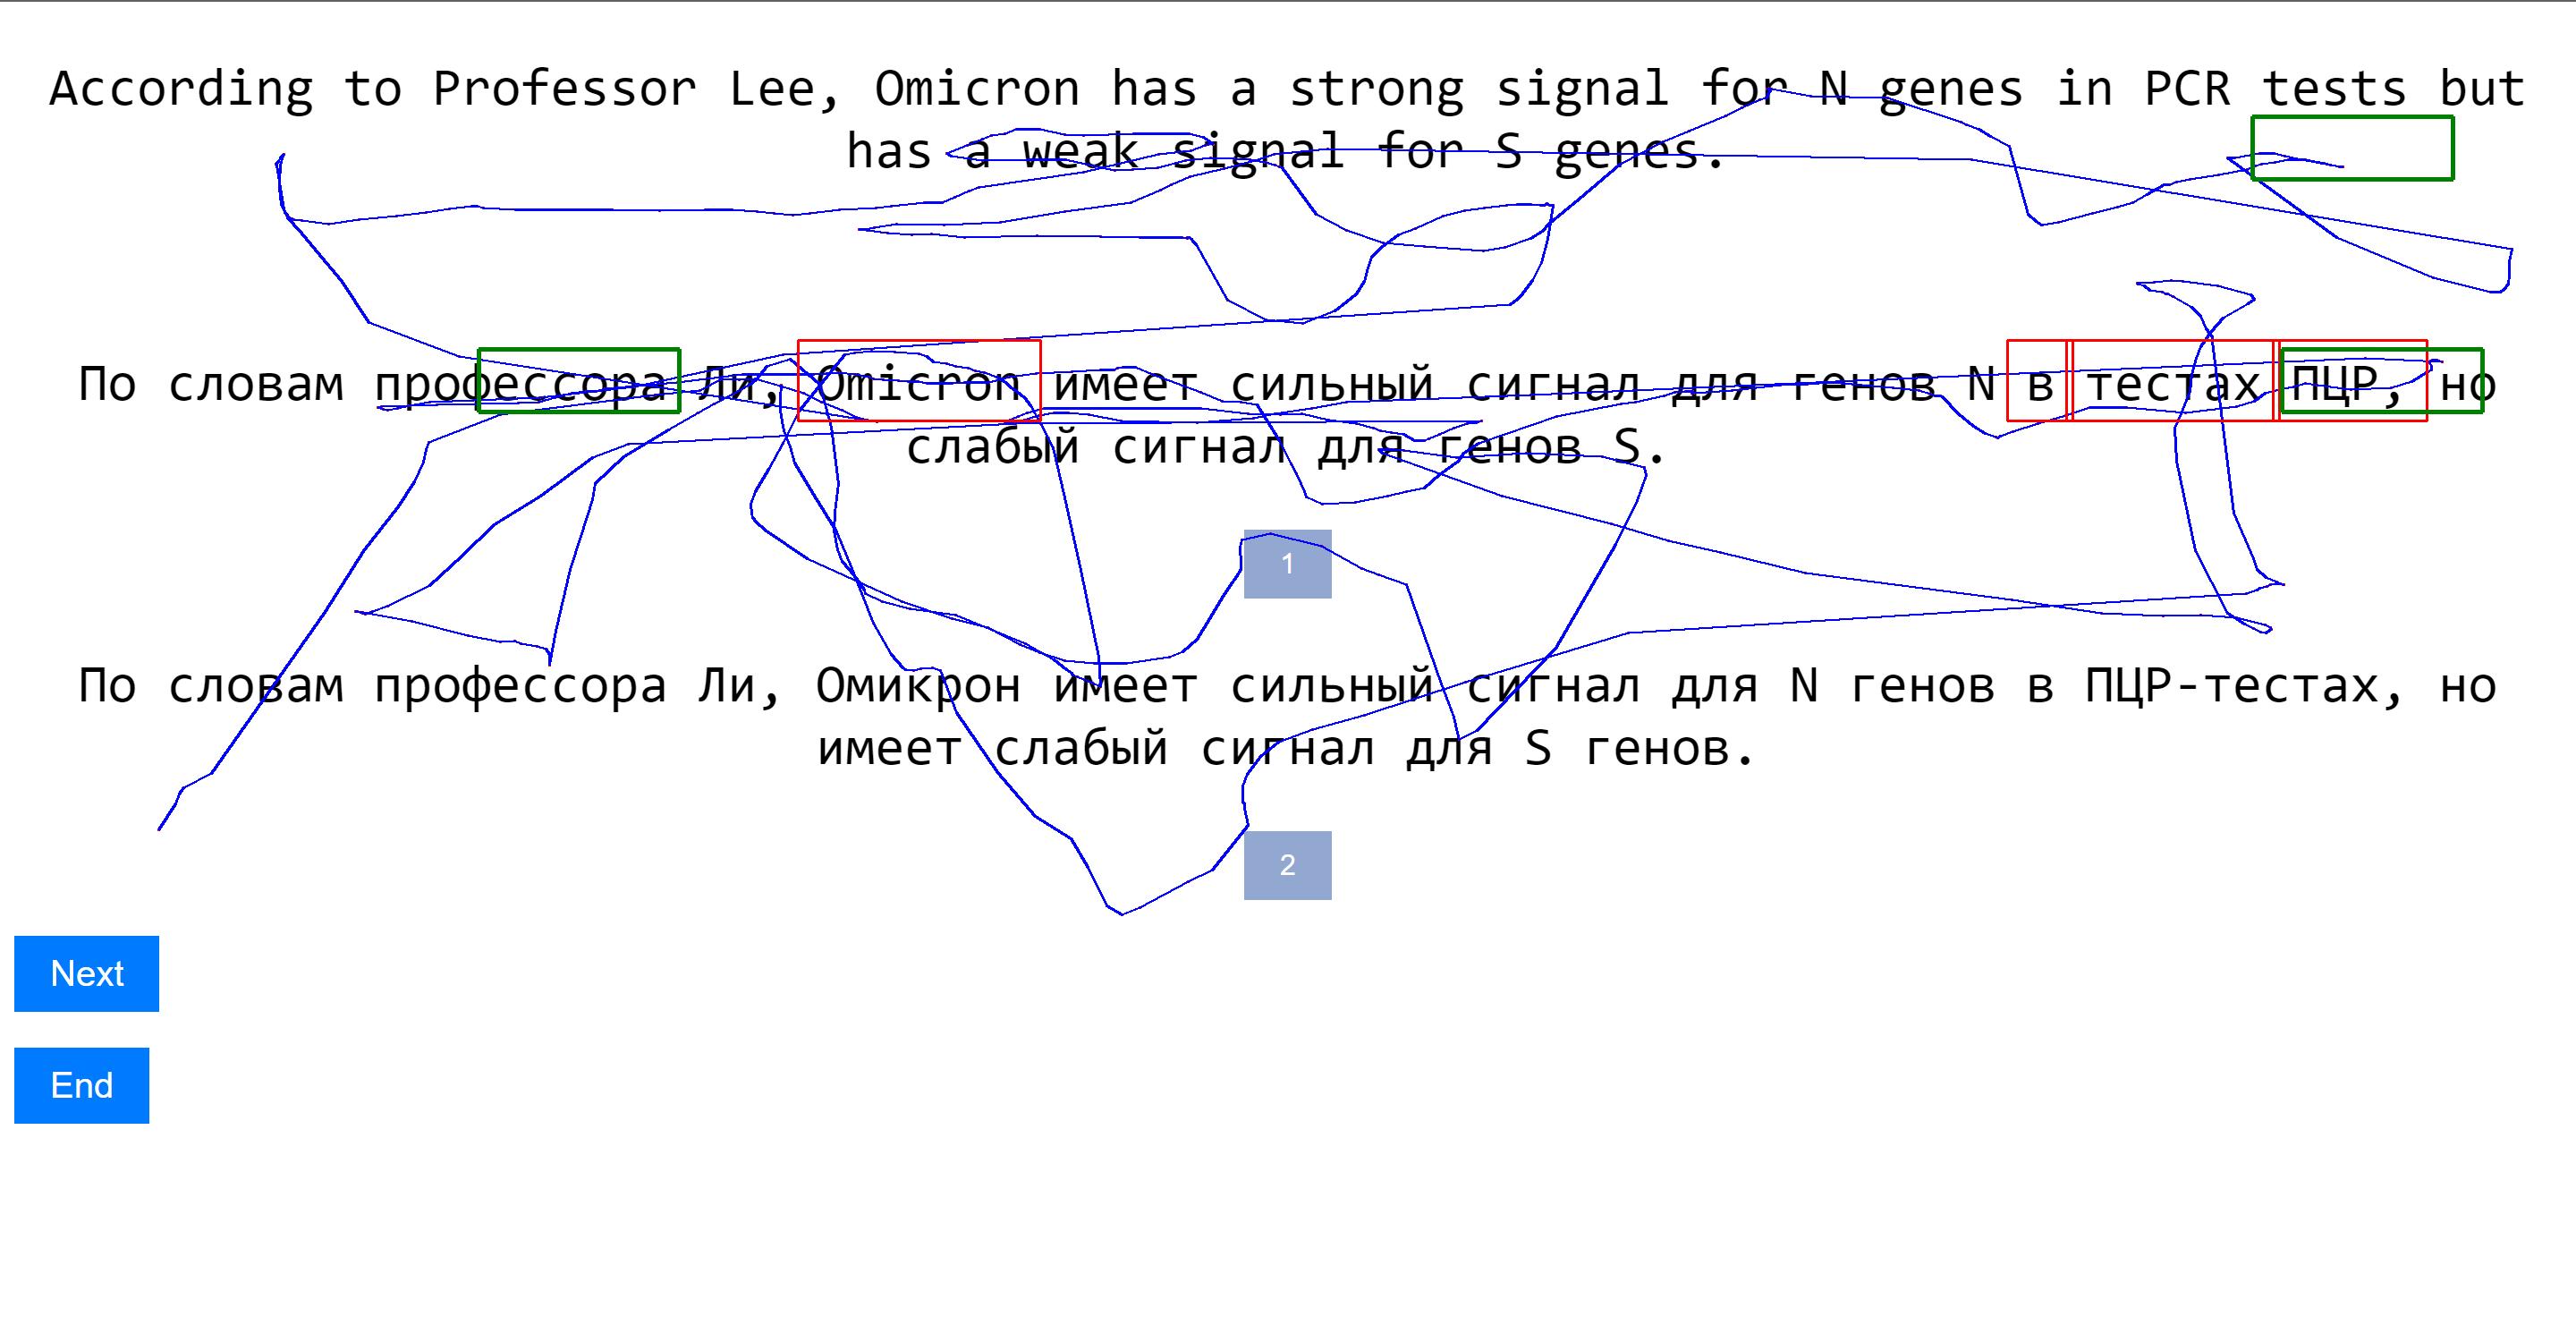 According to Professor Lee, Omicron has a strong signal for N genes in PCR tests but
has a weak signal for S genes.
По словам профессора Ли, Omicron имеет сильный сигнал для генов N в тестах ПЦР, но
слабый сигнал для генов S.
1
По словам профессора Ли, Омикрон имеет сильный сигнал для N генов в ПЦР-тестах, но
имеет слабый сигнал для S генов.
2
Next
End